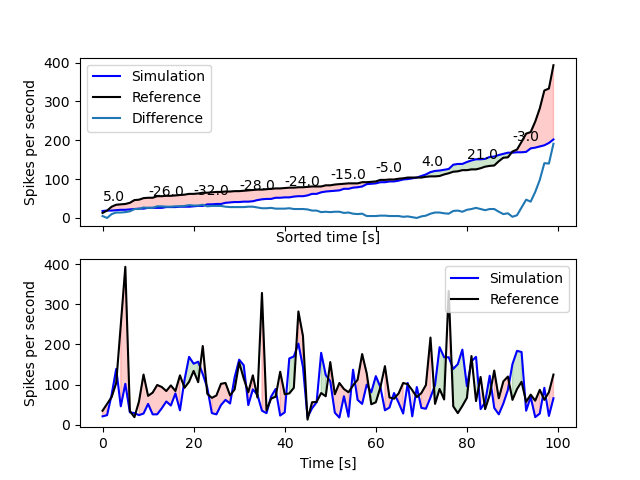 400
300
200
100
0
Spikes per second
Simulation
Reference
Difference
5.0
-26.0
-32.0
-28.0
-24.0
-15.0
-5.0
4.0
21.0
-3.0
Sorted time [s]
400
300
200
100
0
Spikes per second
Simulation
Reference
0 20 40 60 80 100
Time [s]